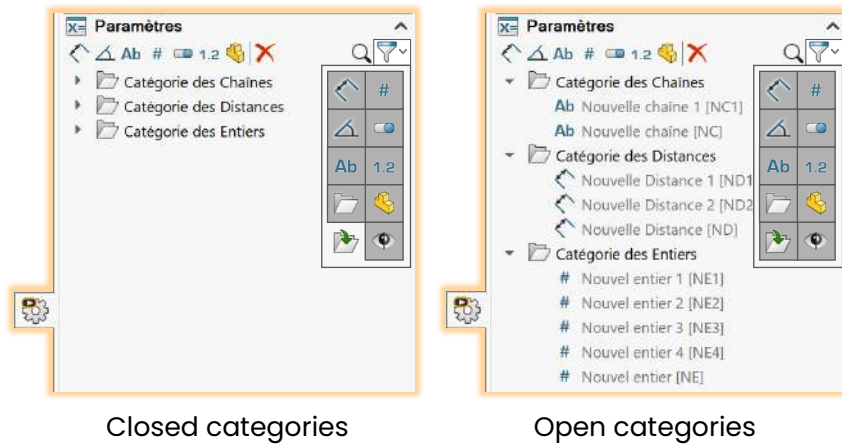 Paramètres
Ab # 1.2
Catégorie des Chaînes
Catégorie des Distances
Catégorie des Entiers
#
Ab 1.2
Closed categories
Paramètres
Ab # 1.2
Catégorie des Chaînes
Ab Nouvelle chaîne 1 [NC1]
Ab Nouvelle chaîne [NC]
Catégorie des Distances
Nouvelle Distance 1 [ND1
Nouvelle Distance 2 [ND2
Nouvelle Distance [ND]
Catégorie des Entiers
# Nouvel entier 1 [NE1]
# Nouvel entier 2 [NE2]
# Nouvel entier 3 [NE3]
# Nouvel entier 4 [NE4]
# Nouvel entier [NE]
#
Ab 1.2
Open categories